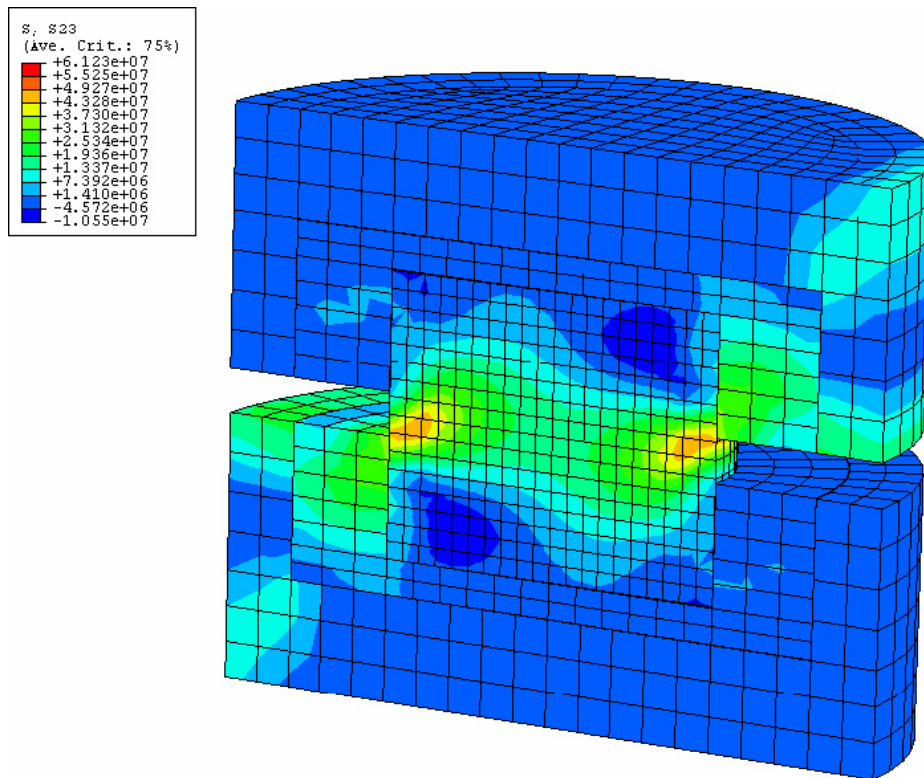 S, S23
(Ave. Crit.: 75%)
+6.123e+07
+5.525e+07
+4.927e+07
+4.328e+07
+3.730e+07
+3.132e+07
+2.534e+07
+1.936e+07
+1.337e+07
+7.392e+06
+1.410e+06
-4.572e+06
-1.055e+07